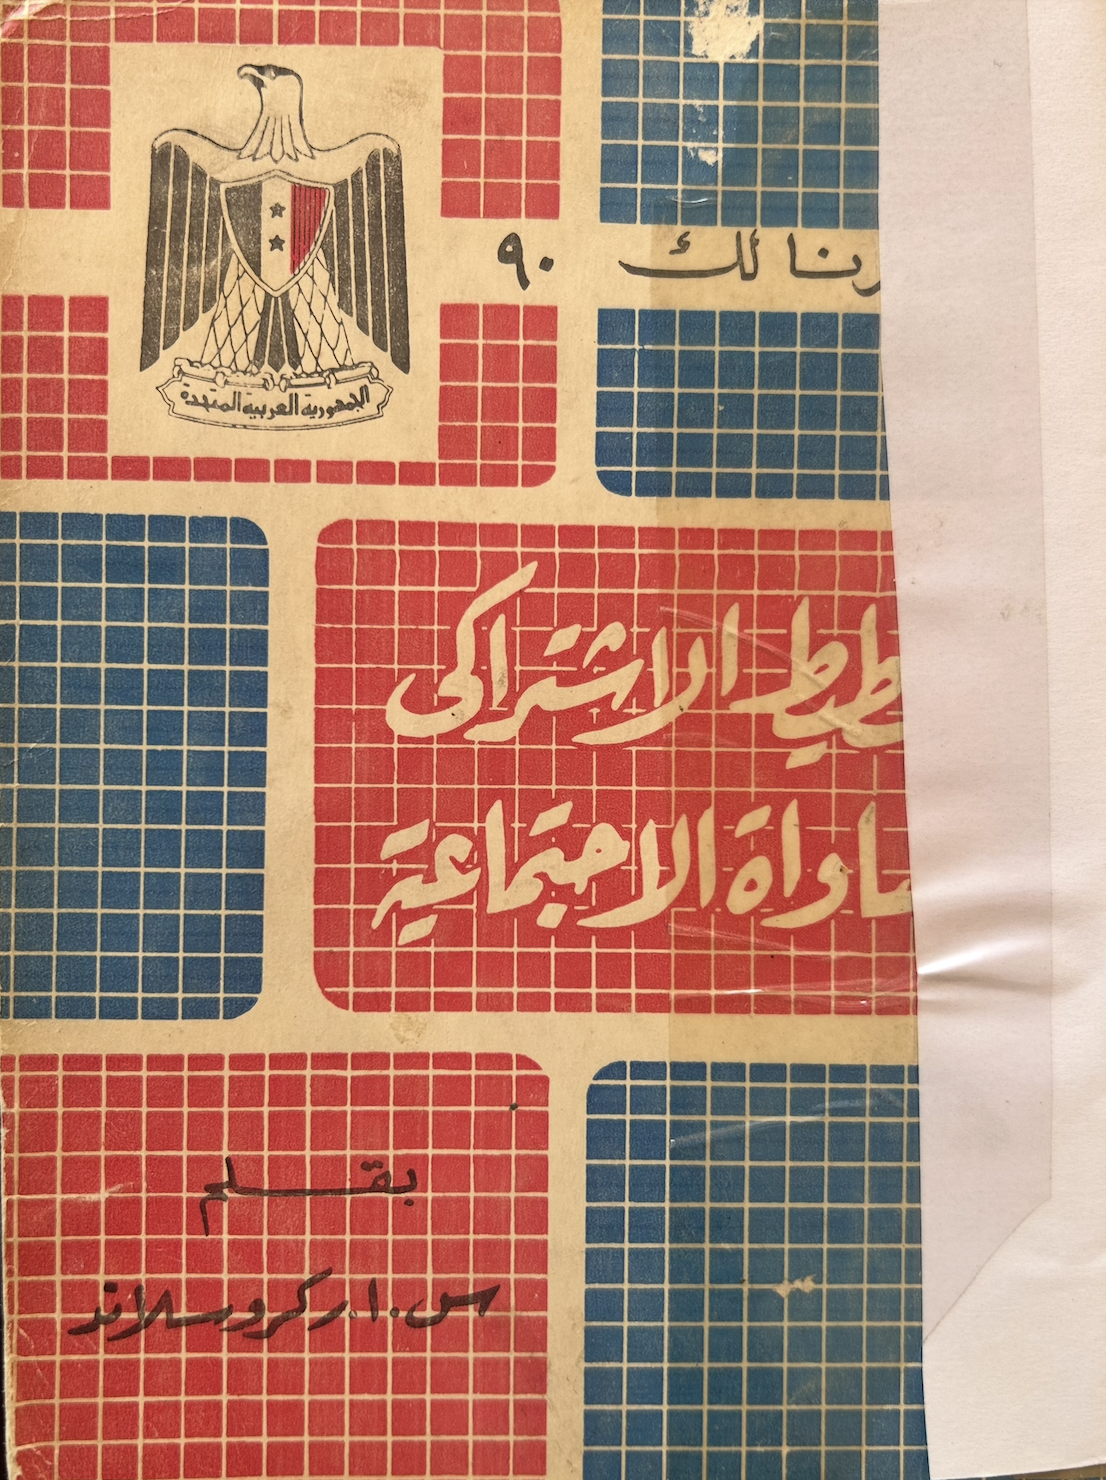 رنا لك ٩٠
الجمهورية العربية المتحدة
طيط الاشتراكى
ساواة الاجتماعية
بقلم
س.ا.ر كروسلاند